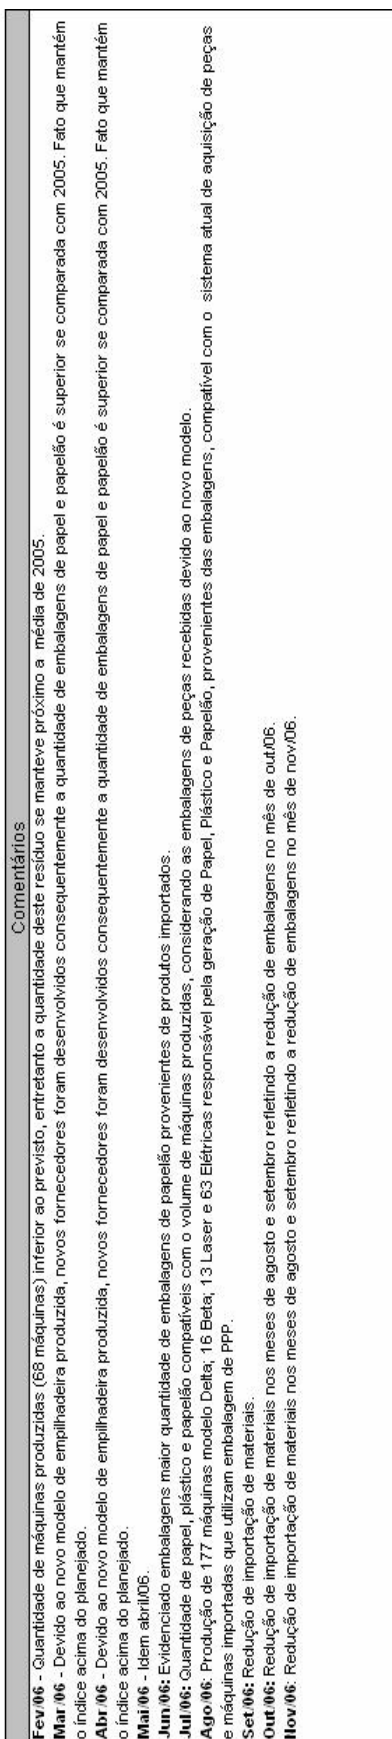 Comentários
Fev/06 - Quantidade de máquinas produzidas (68 máquinas) inferior ao previsto, entretanto a quantidade deste resíduo se manteve próximo a média de 2005.
Mar/06 - Devido ao novo modelo de empilhadeira produzida, novos fornecedores foram desenvolvidos consequentemente a quantidade de embalagens de papel e papelão é superior se comparada com 2005. Fato que mantém
o índice acima do planejado.
Abr/06 - Devido ao novo modelo de empilhadeira produzida, novos fornecedores foram desenvolvidos consequentemente a quantidade de embalagens de papel e papelão é superior se comparada com 2005. Fato que mantém
o índice acima do planejado.
Mai/06 - Idem abril/06.
Jun/06: Evidenciado embalagens maior quantidade de embalagens de papelão provenientes de produtos importados.
Jul/06: Quantidade de papel, plástico e papelão compatíveis com o volume de máquinas produzidas, considerando as embalagens de peças recebidas devido ao novo modelo.
Ago/06: Produção de 177 máquinas modelo Delta; 16 Beta; 13 Laser e 63 Elétricas responsável pela geração de Papel, Plástico e Papelão, provenientes das embalagens, compatível com o sistema atual de aquisição de peças
e máquinas importadas que utilizam embalagem de PPP.
Set/06: Redução de importação de materiais.
Out/06: Redução de importação de materiais nos meses de agosto e setembro refletindo a redução de embalagens no mês de out/06.
Nov/06: Redução de importação de materiais nos meses de agosto e setembro refletindo a redução de embalagens no mês de nov/06.